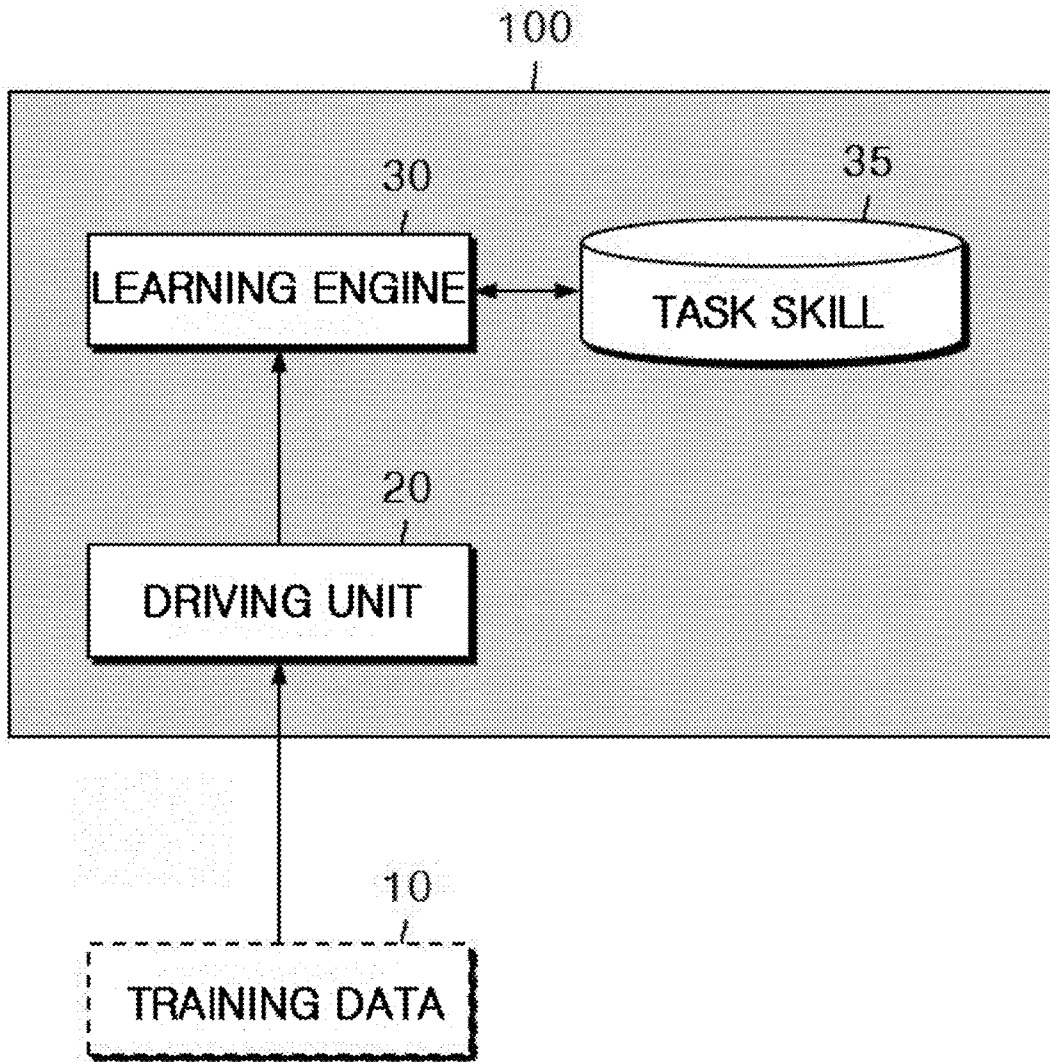 100
30
35
LEARNING ENGINE
TASK SKILL
20
DRIVING UNIT
10
TRAINING DATA